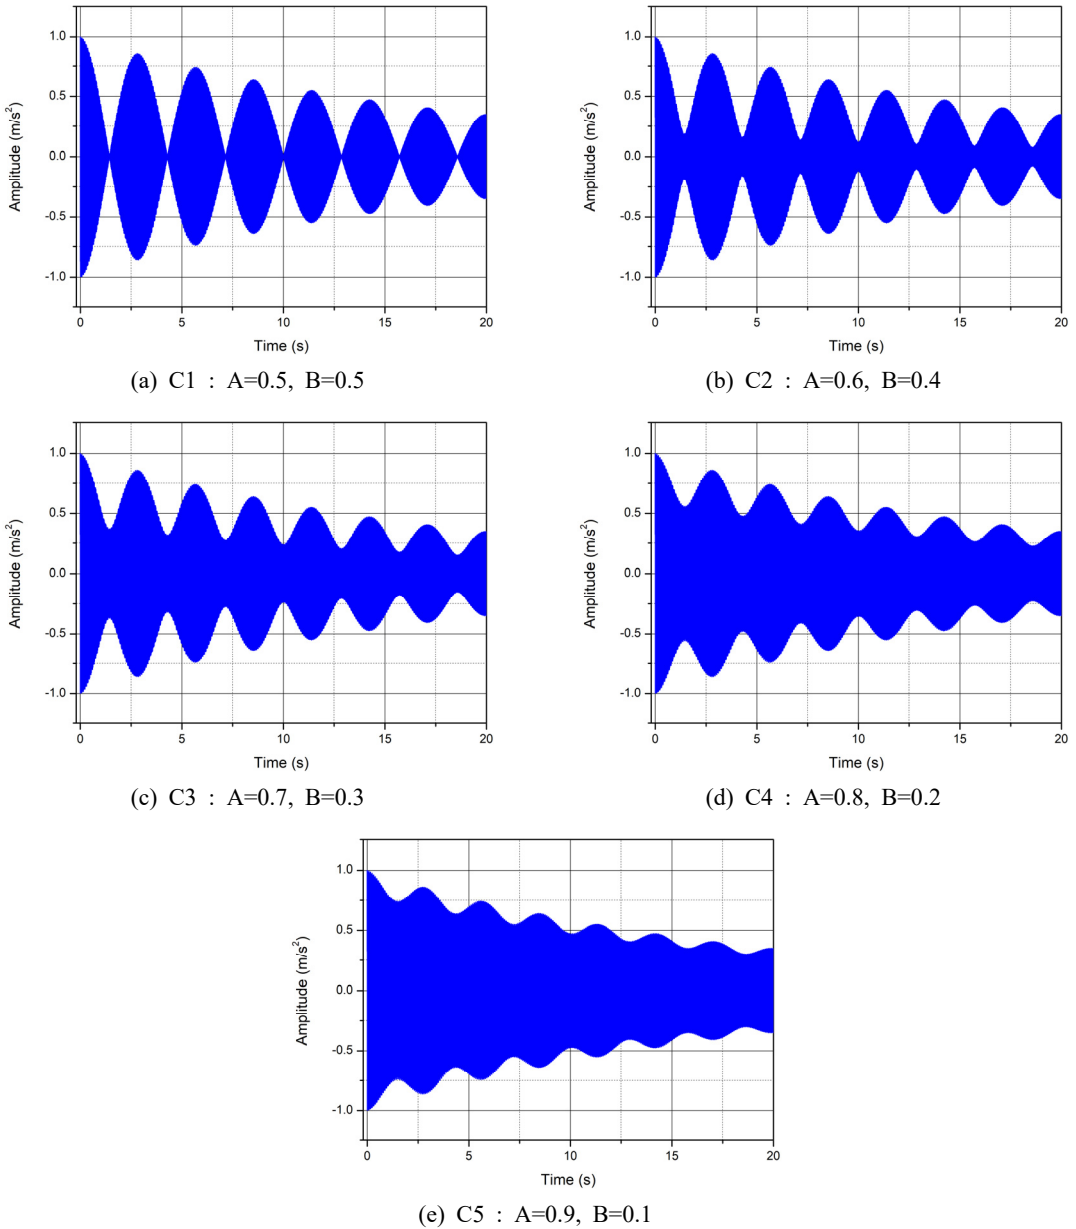 1.0
0.5
0.0
-0.5
-1.0
Amplitude (m/s²)
0 5 10 15 20
Time (s)
(a) C1 : A=0.5, B=0.5
1.0
0.5
0.0
-0.5
-1.0
Amplitude (m/s²)
0 5 10 15 20
Time (s)
(b) C2 : A=0.6, B=0.4
1.0
0.5
0.0
-0.5
-1.0
Amplitude (m/s²)
0 5 10 15 20
Time (s)
(c) C3 : A=0.7, B=0.3
1.0
0.5
0.0
-0.5
-1.0
Amplitude (m/s²)
0 5 10 15 20
Time (s)
(d) C4 : A=0.8, B=0.2
1.0
0.5
0.0
-0.5
-1.0
Amplitude (m/s²)
0 5 10 15 20
Time (s)
(e) C5 : A=0.9, B=0.1